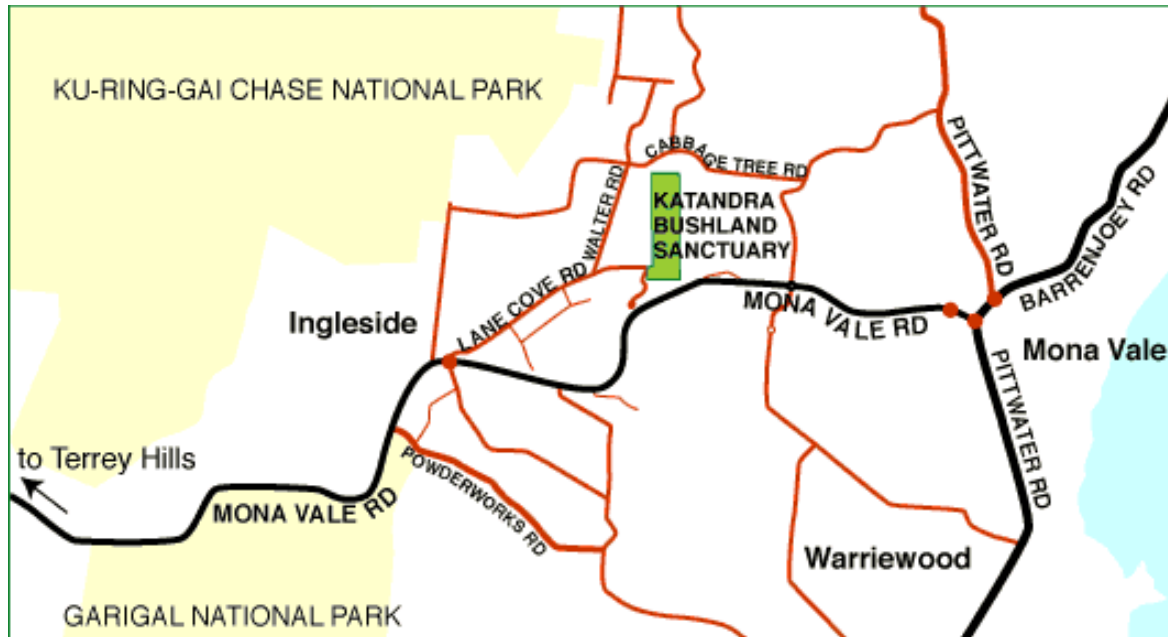 KU-RING-GAI CHASE NATIONAL PARK
PITTWATER RD
BARRENJOEY RD
CABBAGE TREE RD
WALTER RD
KATANDRA
BUSHLAND
SANCTUARY
LANE COVE RD
Ingleside
MONA VALE RD
Mona Vale
PITTWATER RD
to Terrey Hills
POWDERWORKS RD
MONA VALE RD
Warriewood
GARIGAL NATIONAL PARK